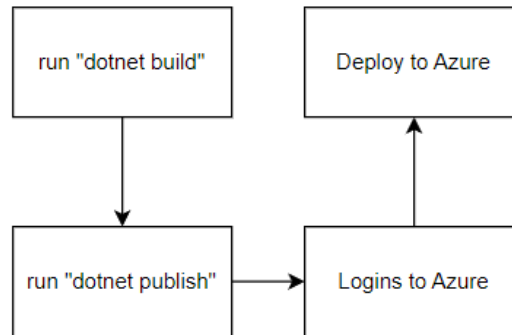 run "dotnet build"
Deploy to Azure
run "dotnet publish"
Logins to Azure